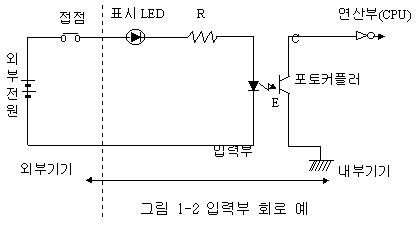 접점
표시 LED
R
연산부(CPU)
C
외부전원
포토커플러
E
입력부
외부기기
내부기기
그림 1-2 입력부 회로 예